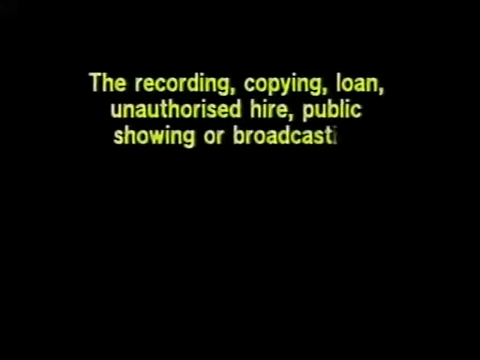 The recording, copying, loan,
unauthorised hire, public
showing or broadcasti